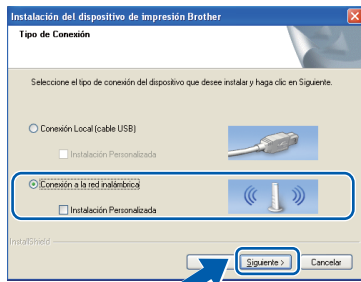 Instalación del dispositivo de impresión Brother
Tipo de Conexión
Seleccione el tipo de conexión del dispositivo que desee instalar y haga clic en Siguiente.
Conexión Local (cable USB)
Instalación Personalizada
Conexión a la red inalámbrica
Instalación Personalizada
InstallShield
Siguiente >
Cancelar